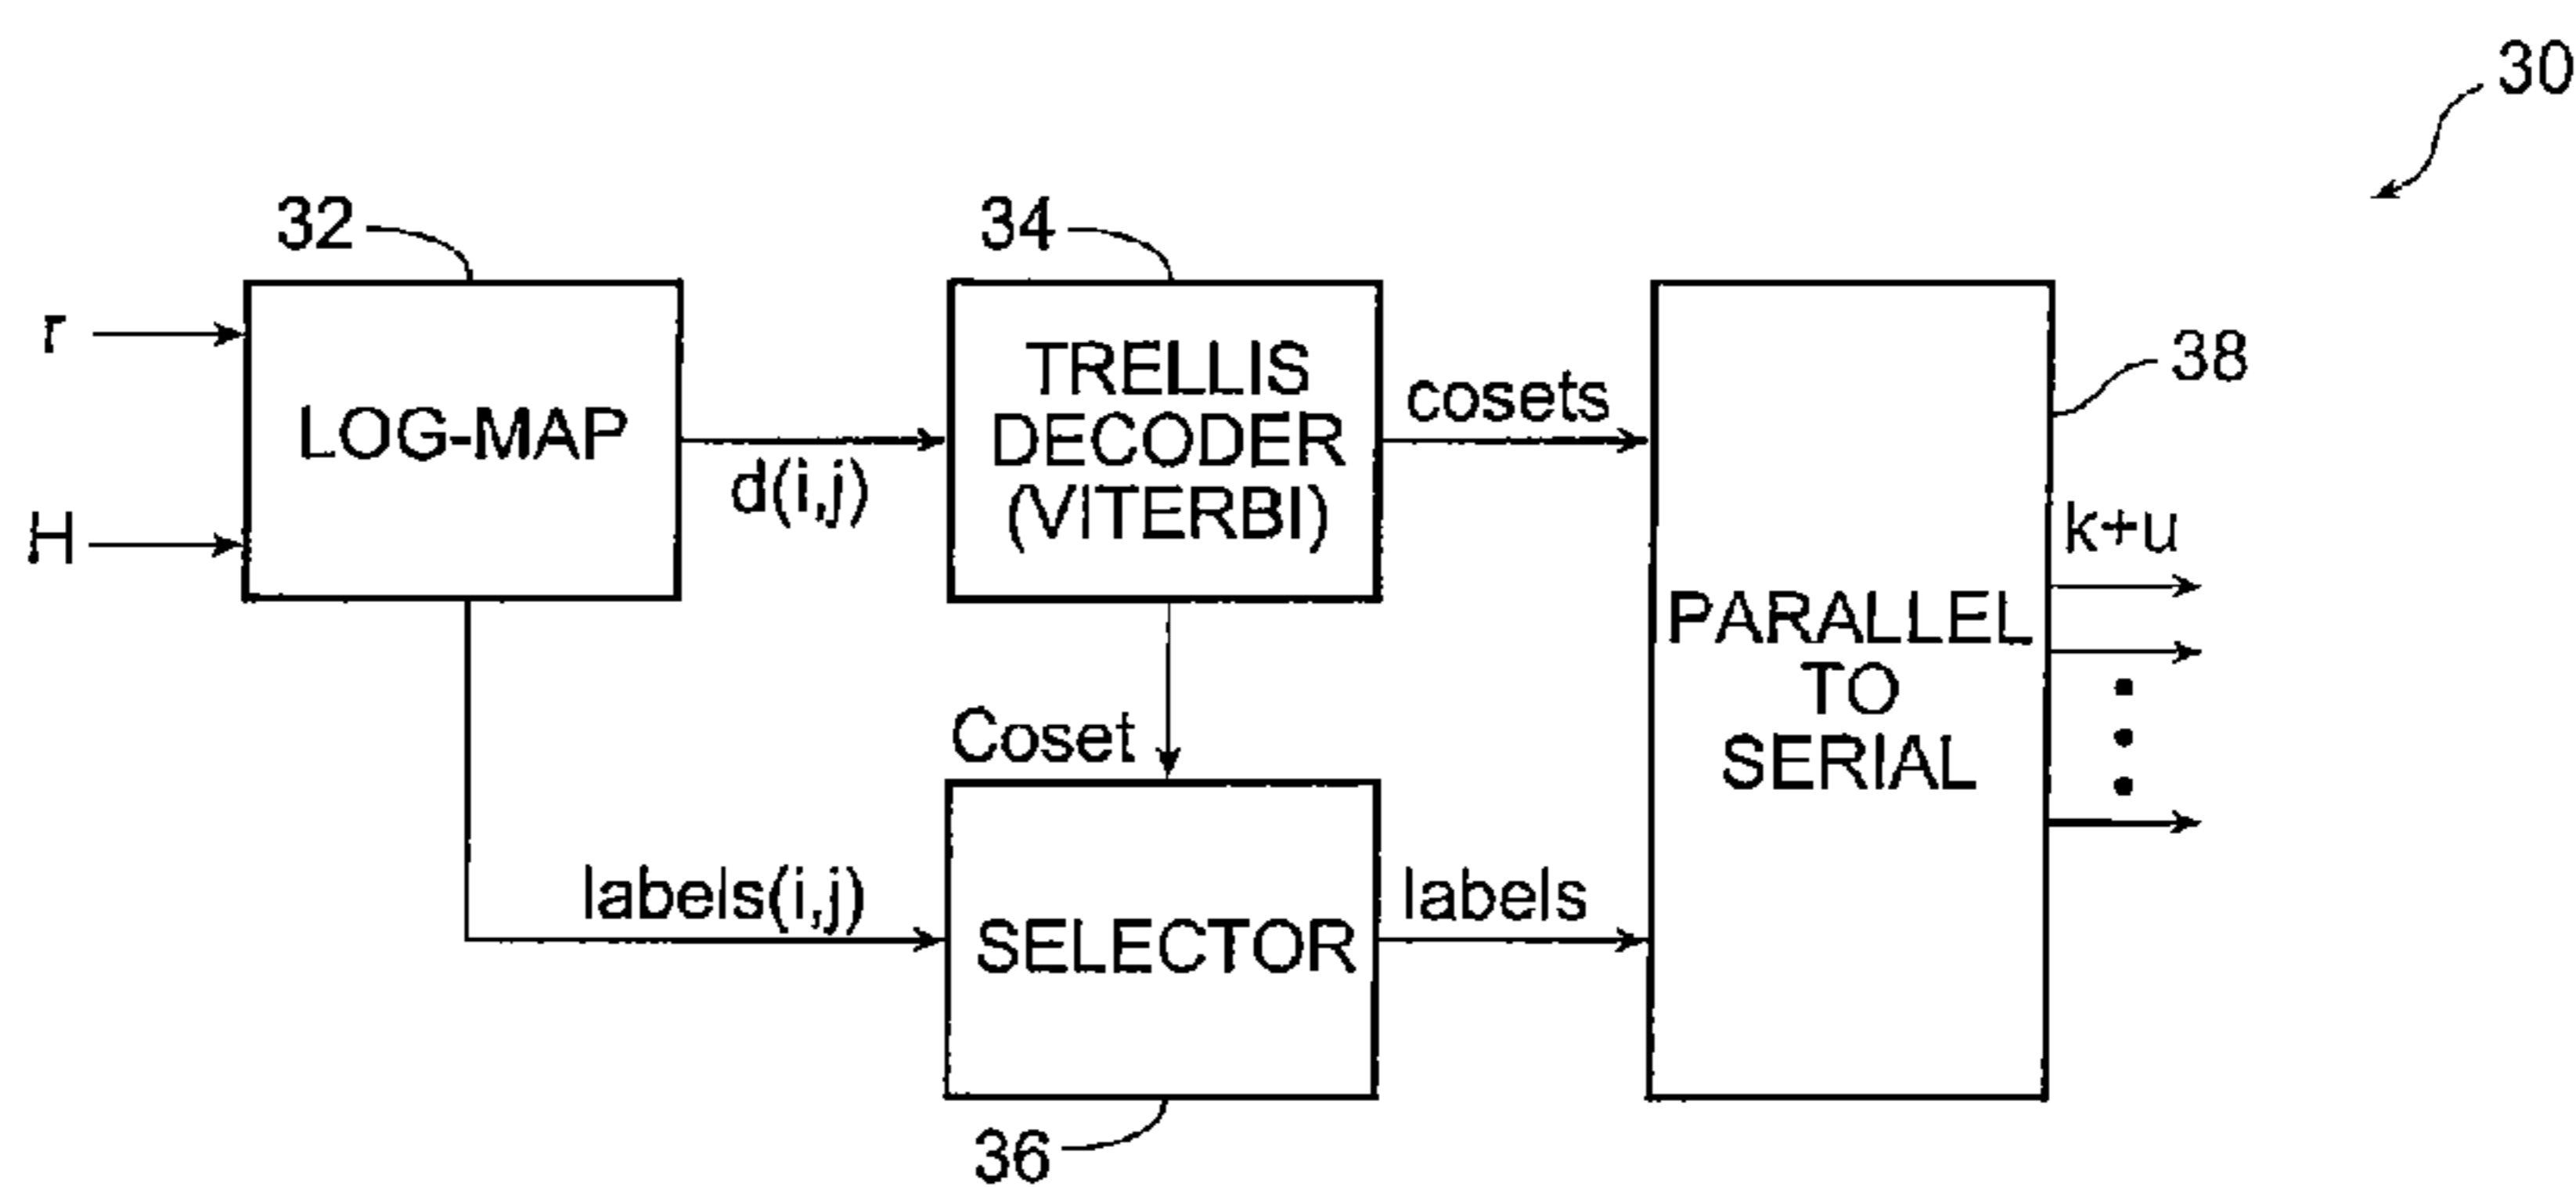 30
32
34
r
H
LOG-MAP
d(i,j)
TRELLIS
DECODER
(VITERBI)
cosets
38
k+u
PARALLEL
TO
SERIAL
Coset
labels(i,j)
SELECTOR
labels
36